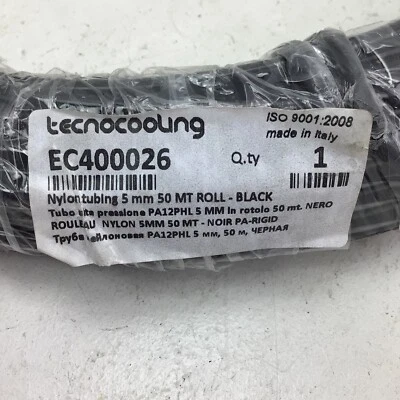 tecnocooling
ISO 9001:2008
made in Italy
EC400026 Q.ty 1
Nylontubing 5 mm 50 MT ROLL - BLACK
Tubo alta pressione PA12PHL 5 MM in rotolo 50 mt. NERO
ROULEAU NYLON 5MM 50 MT - NOIR PA-RIGID
Труба нейлоновая PA12PHL 5 мм, 50 м, ЧЕРНАЯ